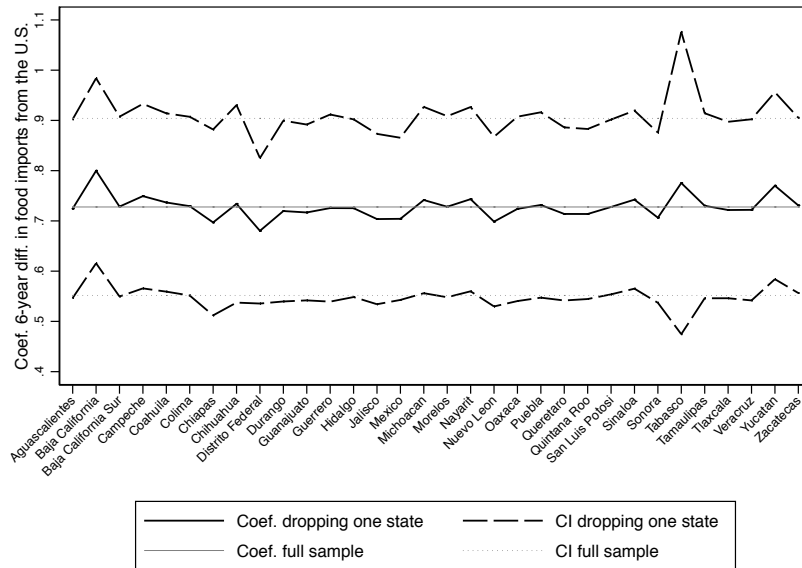 Coef. 6-year diff. in food imports from the U.S.
1.1
1
.9
.8
.7
.6
.5
.4
Aguascalientes
Baja California
Baja California Sur
Campeche
Coahuila
Colima
Chiapas
Chihuahua
Distrito Federal
Durango
Guanajuato
Guerrero
Hidalgo
Jalisco
Mexico
Michoacan
Morelos
Nayarit
Nuevo Leon
Oaxaca
Puebla
Queretaro
Quintana Roo
San Luis Potosi
Sinaloa
Sonora
Tabasco
Tamaulipas
Tlaxcala
Veracruz
Yucatan
Zacatecas
Coef. dropping one state
CI dropping one state
Coef. full sample
CI full sample